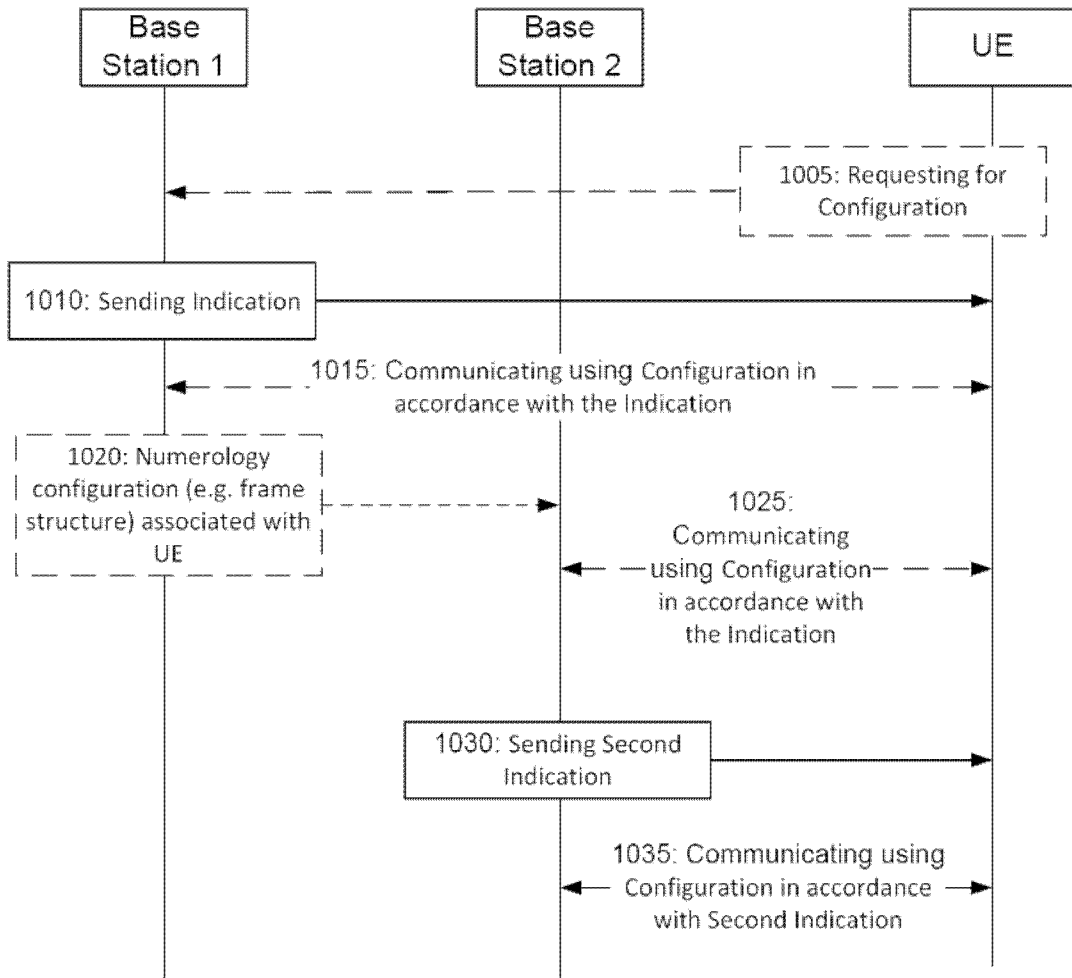 Base
Station 1
Base
Station 2
UE
1005: Requesting for
Configuration
1010: Sending Indication
1015: Communicating using Configuration in
accordance with the Indication
1020: Numerology
configuration (e.g. frame
structure) associated with
UE
1025:
Communicating
using Configuration
in accordance with
the Indication
1030: Sending Second
Indication
1035: Communicating using
Configuration in accordance
with Second Indication